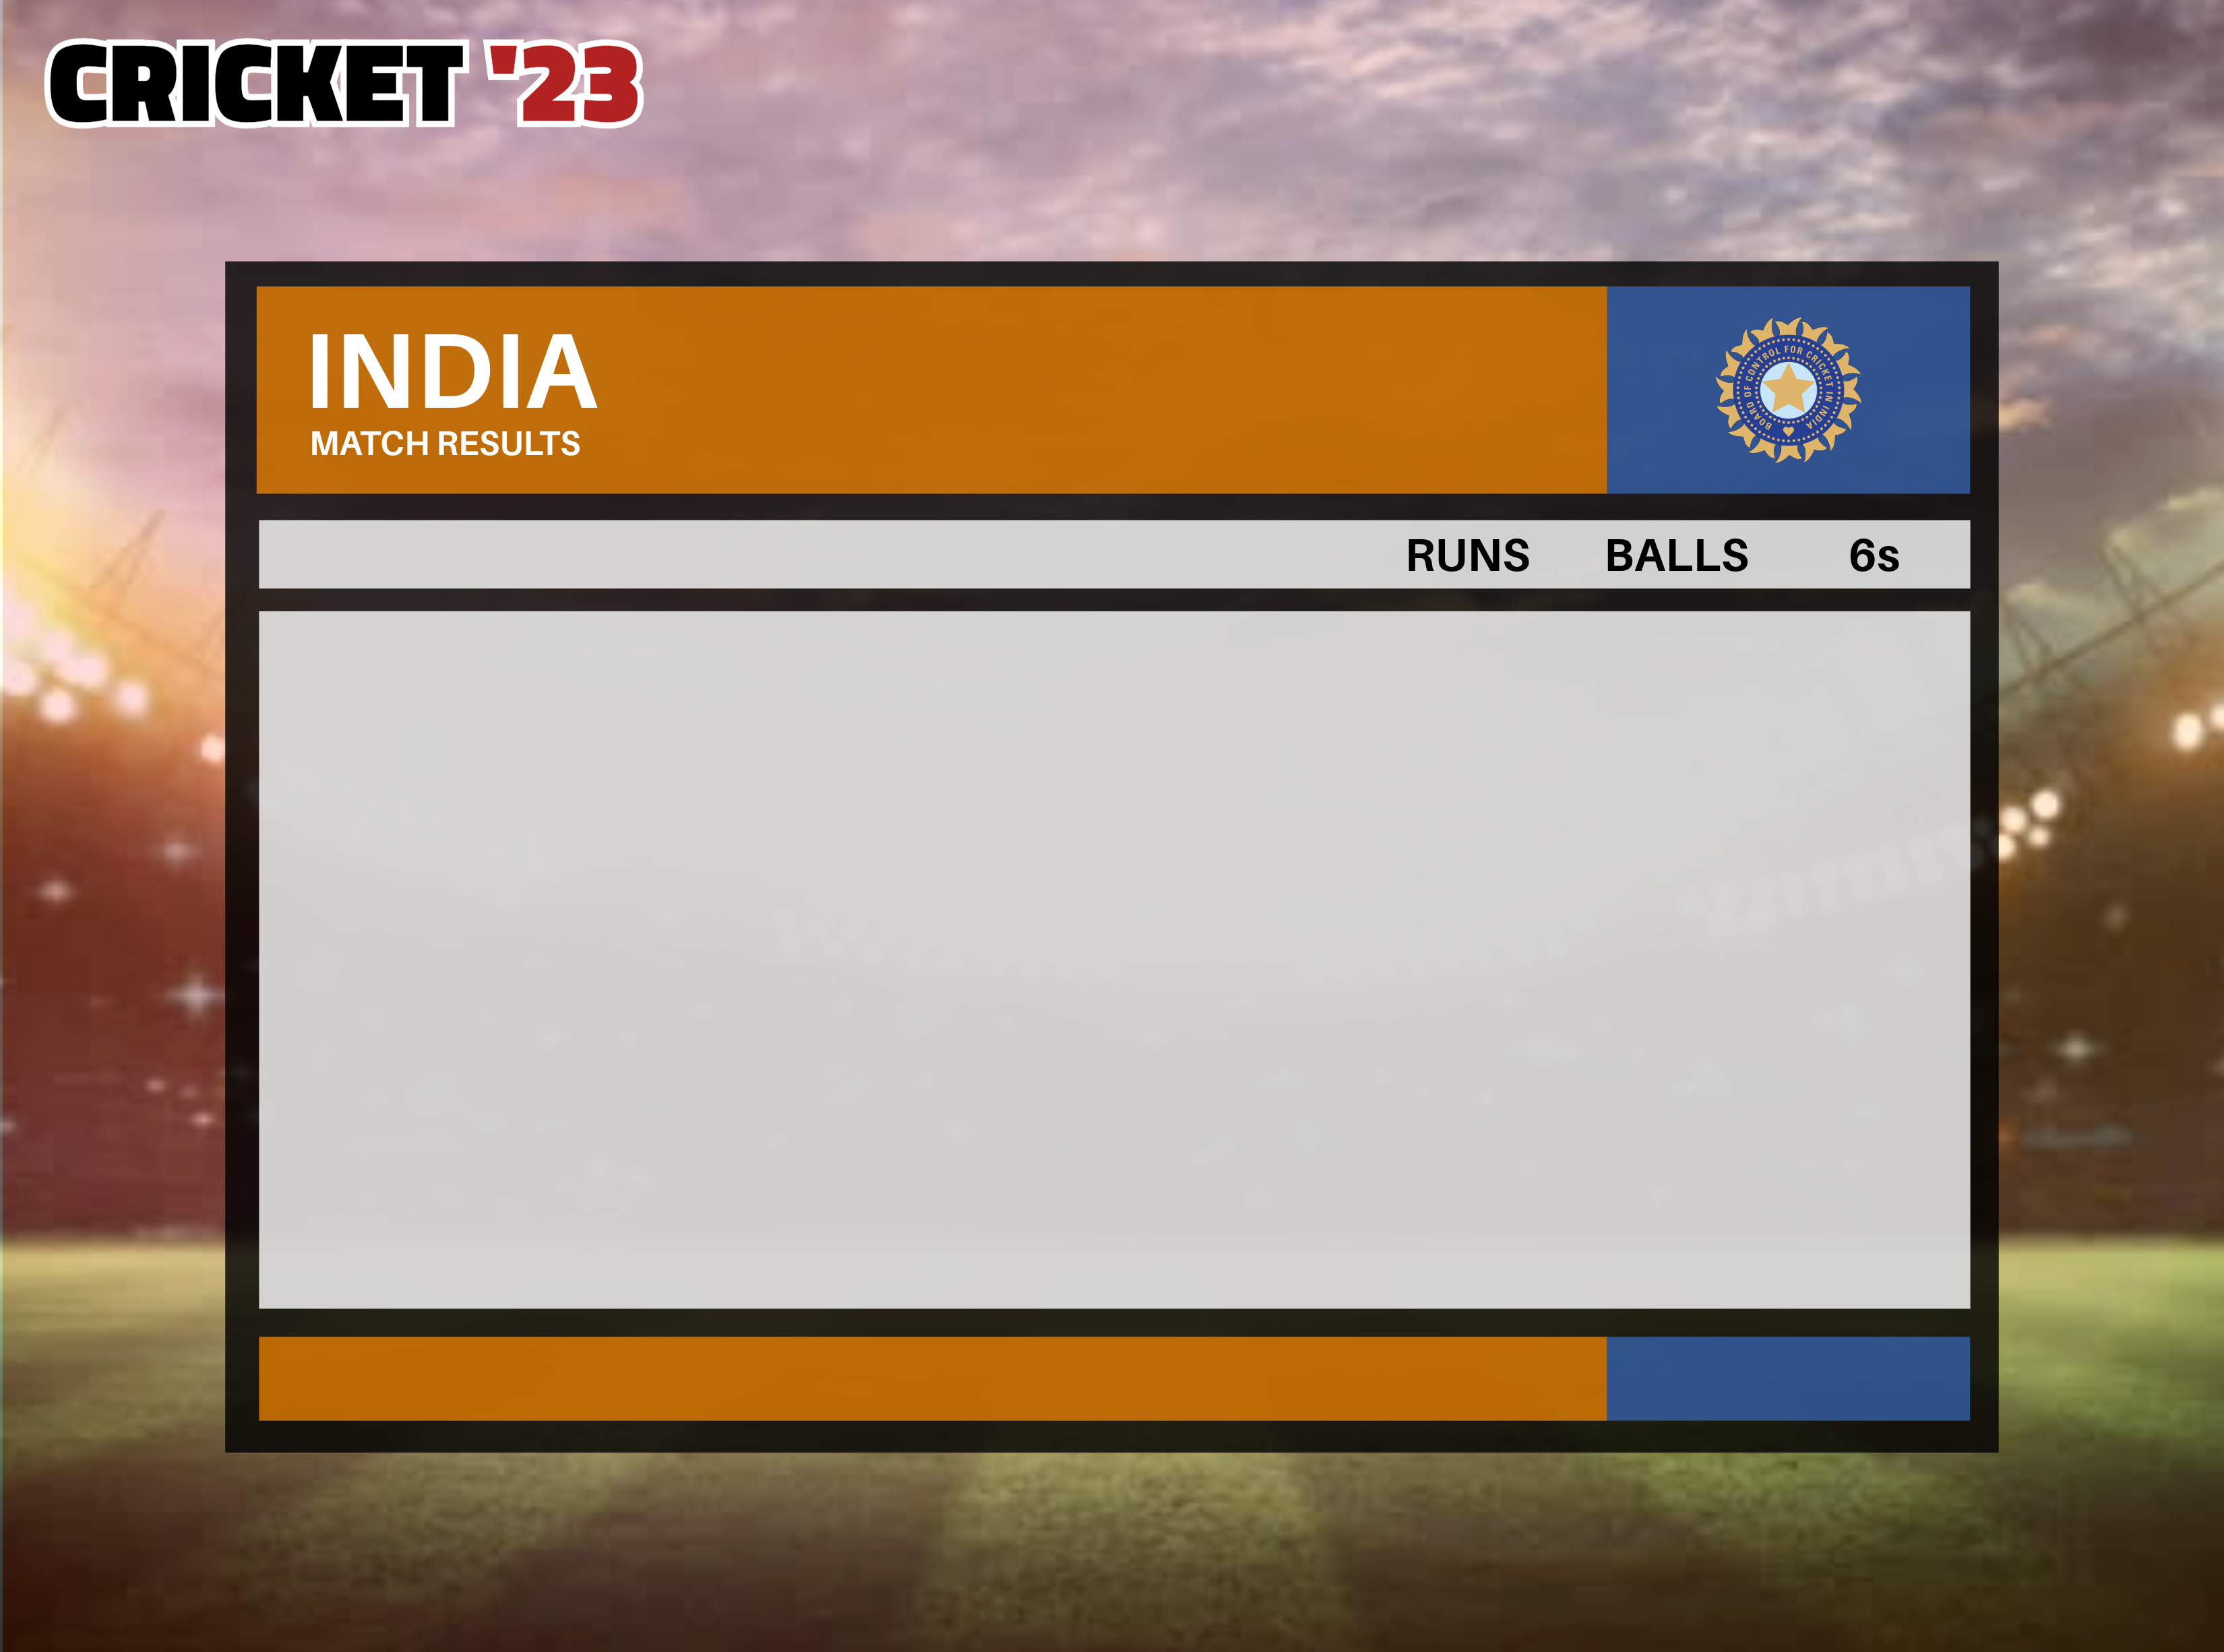 CRICKET '23
INDIA
MATCH RESULTS
BOARD OF CONTROL FOR CRICKET IN INDIA
RUNS BALLS 6s